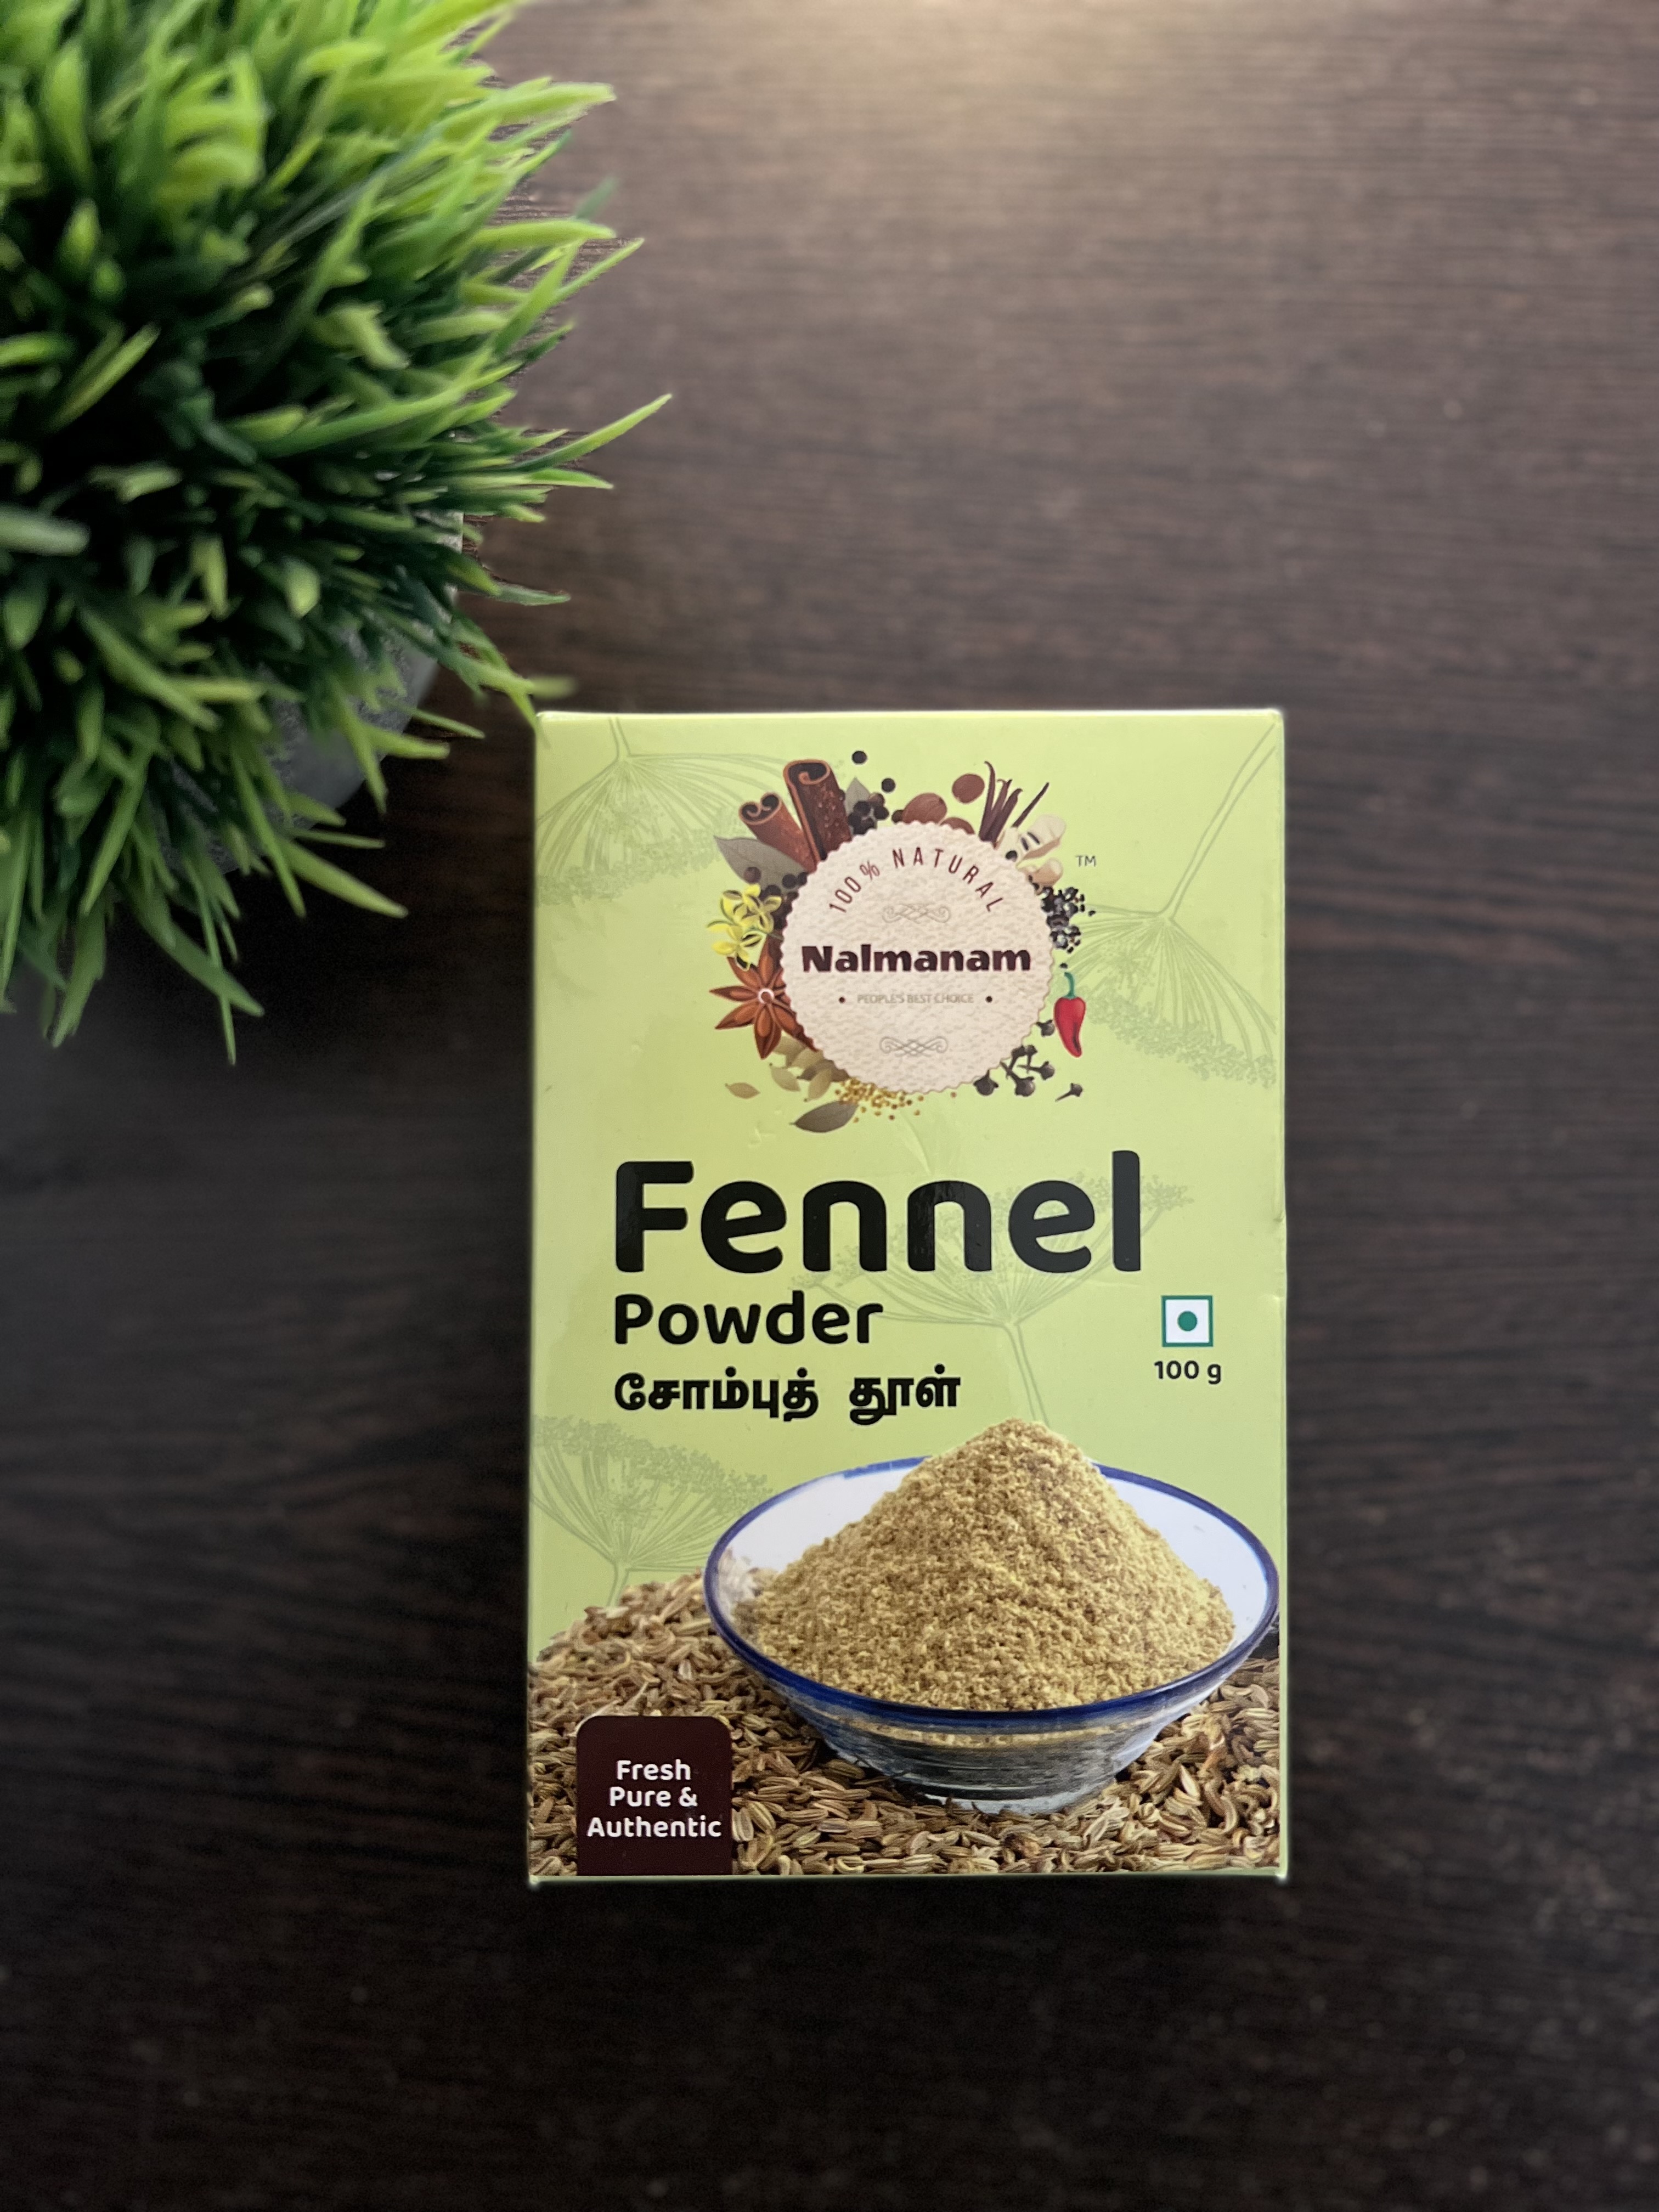 100% NATURAL
TM
Nalmanam
• PEOPLE'S BEST CHOICE •
Fennel
Powder
சோம்புத் தூள்
100 g
Fresh
Pure &
Authentic